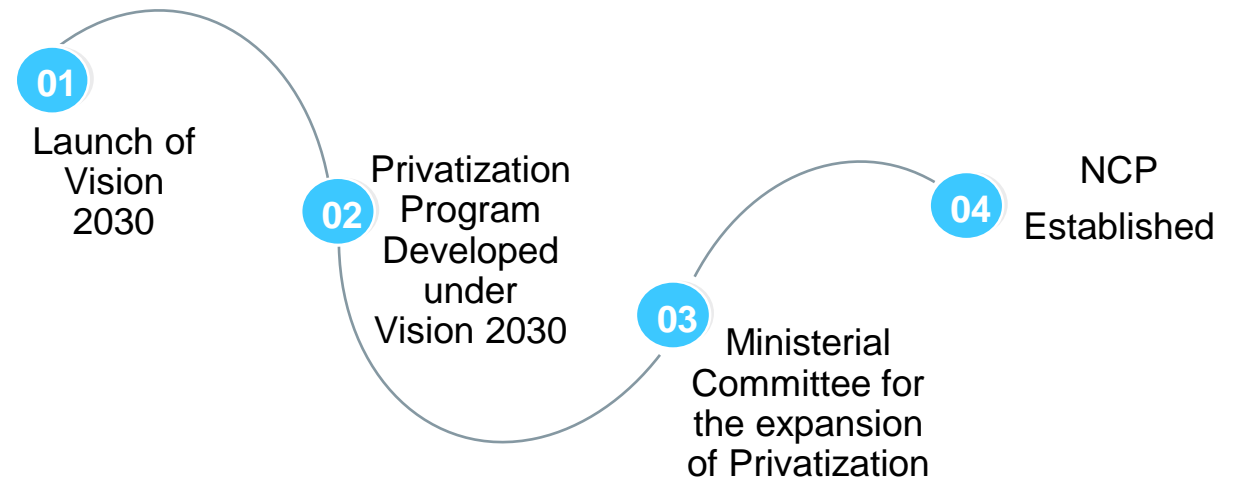 01
Launch of
Vision
2030
02
Privatization
Program
Developed
under
Vision 2030
03
Ministerial
Committee for
the expansion
of Privatization
04
NCP
Established